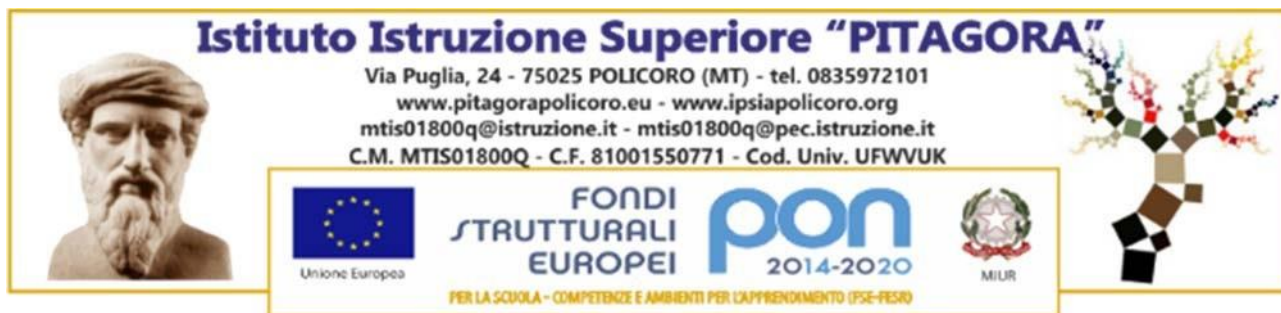 Istituto Istruzione Superiore “PITAGORA”
Via Puglia, 24 - 75025 POLICORO (MT) - tel. 0835972101
www.pitagorapolicoro.eu - www.ipsiapolicoro.org
mtis01800q@istruzione.it - mtis01800q@pec.istruzione.it
C.M. MTIS01800Q - C.F. 81001550771 - Cod. Univ. UFWVUK
Unione Europea
FONDI
STRUTTURALI
EUROPEI
pon
2014-2020
MIUR
PER LA SCUOLA - COMPETENZE E AMBIENTI PER L'APPRENDIMENTO (FSE-FESR)